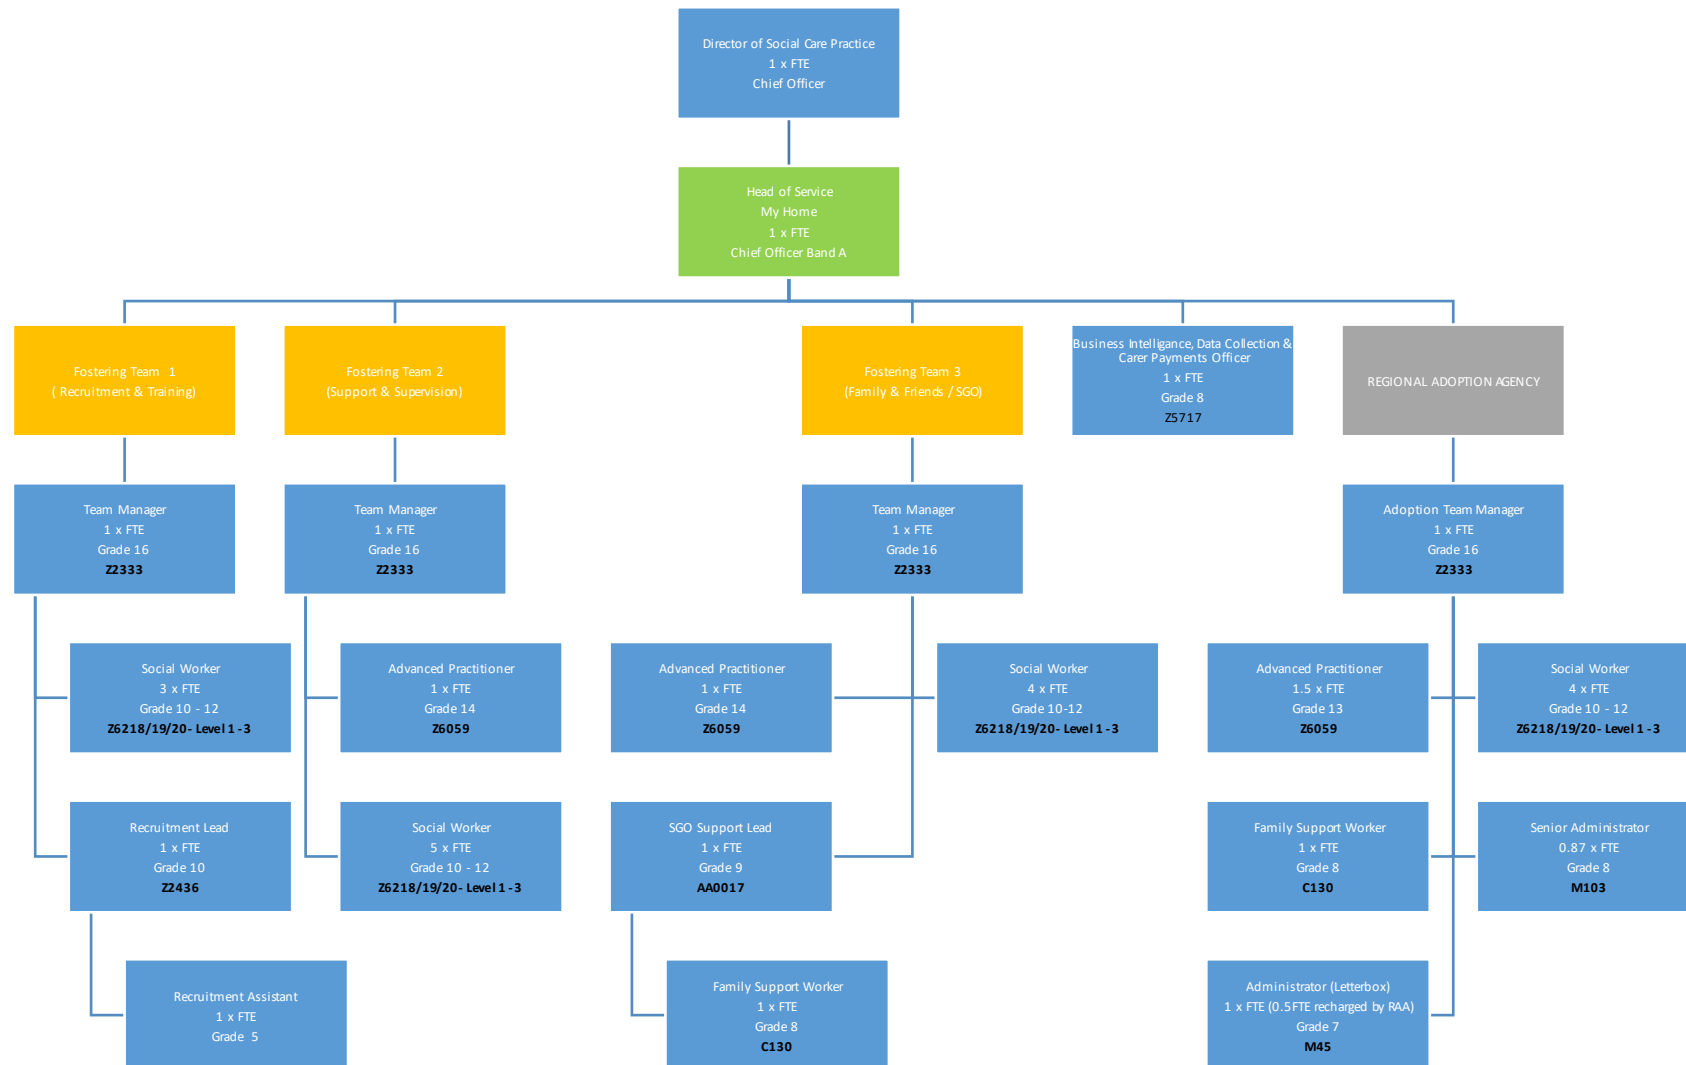 Director of Social Care Practice
1 x FTE
Chief Officer
Head of Service
My Home
1 x FTE
Chief Officer Band A
Fostering Team 1
( Recruitment & Training)
Fostering Team 2
(Support & Supervision)
Fostering Team 3
(Family & Friends / SGO)
Business Intelligance, Data Collection &
Carer Payments Officer
1 x FTE
Grade 8
Z5717
REGIONAL ADOPTION AGENCY
Team Manager
1 x FTE
Grade 16
Z2333
Team Manager
1 x FTE
Grade 16
Z2333
Team Manager
1 x FTE
Grade 16
Z2333
Adoption Team Manager
1 x FTE
Grade 16
Z2333
Social Worker
3 x FTE
Grade 10 - 12
Z6218/19/20- Level 1 -3
Advanced Practitioner
1 x FTE
Grade 14
Z6059
Advanced Practitioner
1 x FTE
Grade 14
Z6059
Social Worker
4 x FTE
Grade 10-12
Z6218/19/20- Level 1 -3
Advanced Practitioner
1.5 x FTE
Grade 13
Z6059
Social Worker
4 x FTE
Grade 10 - 12
Z6218/19/20- Level 1 -3
Recruitment Lead
1 x FTE
Grade 10
Z2436
Social Worker
5 x FTE
Grade 10 - 12
Z6218/19/20- Level 1 -3
SGO Support Lead
1 x FTE
Grade 9
AA0017
Family Support Worker
1 x FTE
Grade 8
C130
Senior Administrator
0.87 x FTE
Grade 8
M103
Recruitment Assistant
1 x FTE
Grade 5
Family Support Worker
1 x FTE
Grade 8
C130
Administrator (Letterbox)
1 x FTE (0.5FTE recharged by RAA)
Grade 7
M45